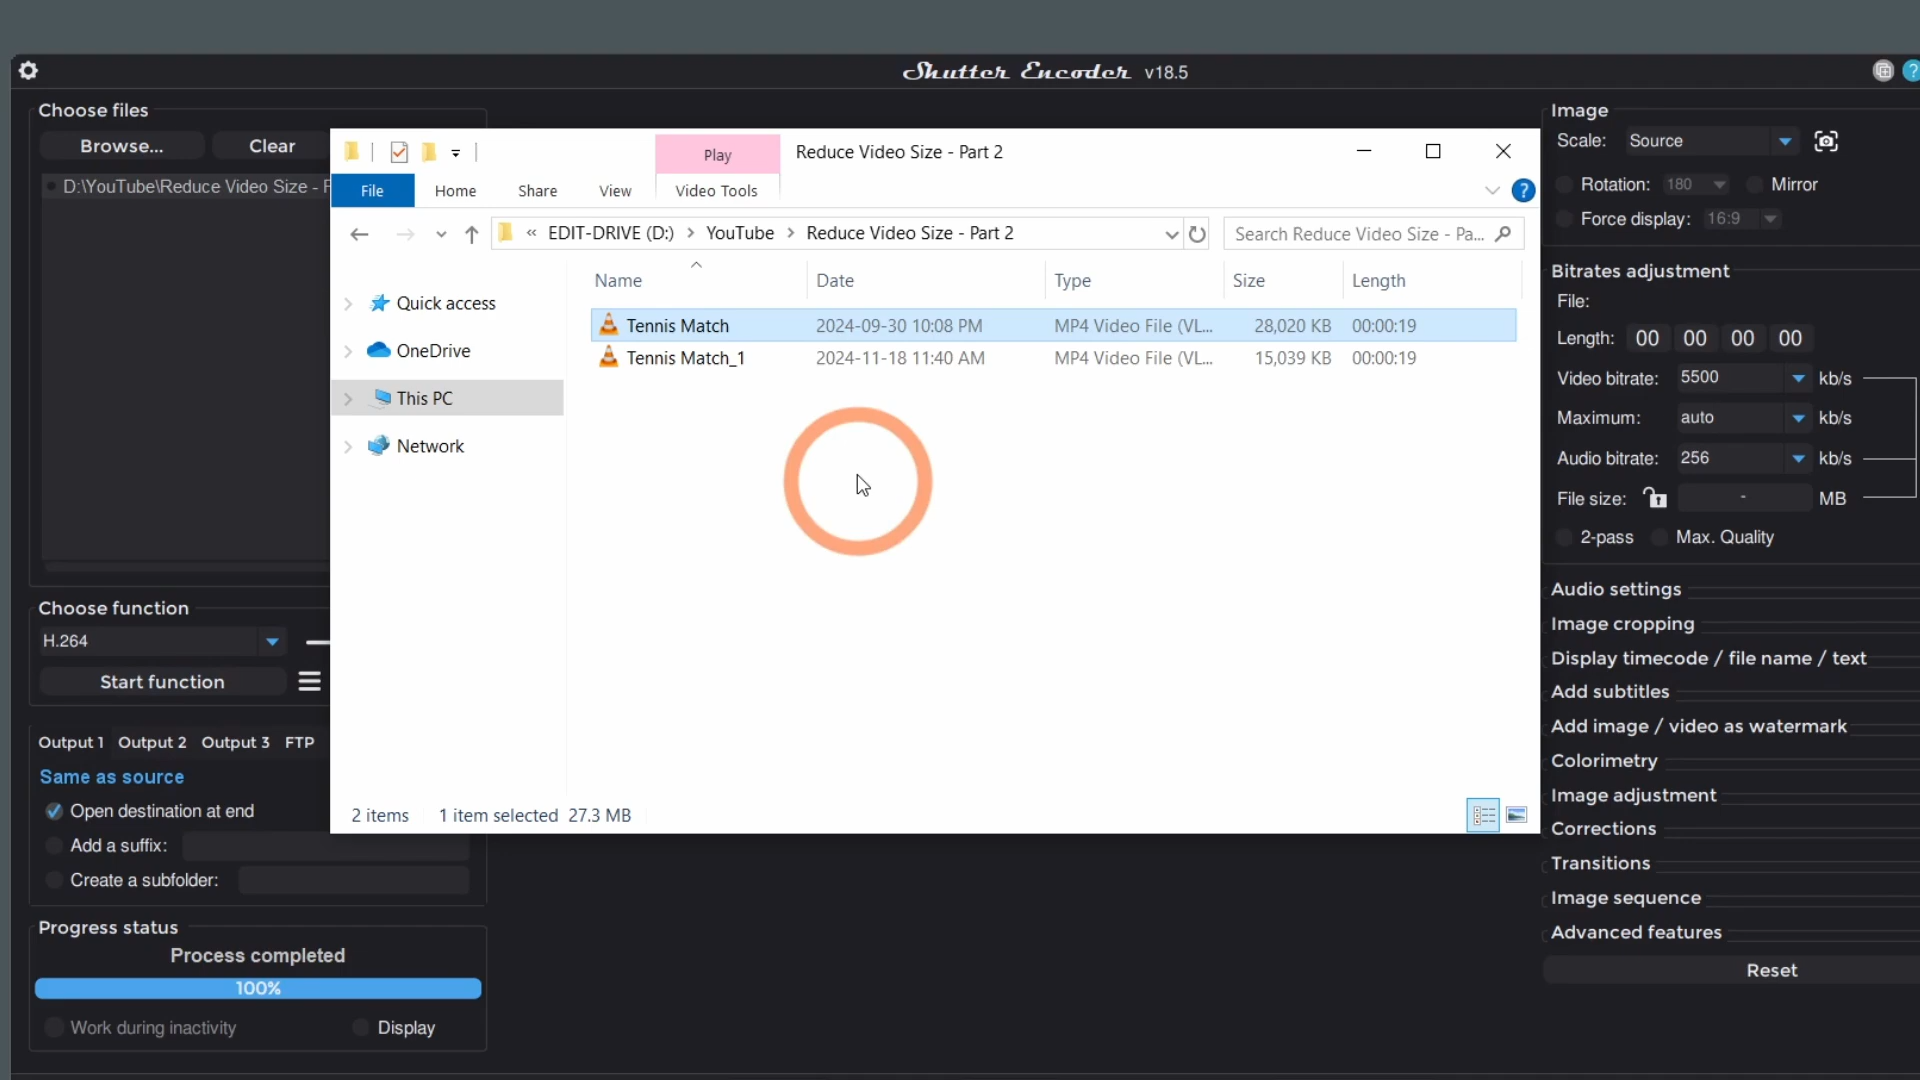 Shutter Encoder v18.5
?
Choose files
Browse...
Clear
D:\YouTube\Reduce Video Size -
Play
Reduce Video Size - Part 2
File
Home
Share
View
Video Tools
?
« EDIT-DRIVE (D:) > YouTube > Reduce Video Size - Part 2
Search Reduce Video Size - Pa...
Name
Date
Type
Size
Length
Quick access
OneDrive
This PC
Network
Tennis Match 2024-09-30 10:08 PM MP4 Video File (VL... 28,020 KB 00:00:19
Tennis Match_1 2024-11-18 11:40 AM MP4 Video File (VL... 15,039 KB 00:00:19
2 items 1 item selected 27.3 MB
Choose function
H.264
Start function
Output 1 Output 2 Output 3 FTP
Same as source
Open destination at end
Add a suffix:
Create a subfolder:
Progress status
Process completed
100%
Work during inactivity
Display
Image
Scale: Source
Rotation: 180 Mirror
Force display: 16:9
Bitrates adjustment
File:
Length: 00 00 00 00
Video bitrate: 5500 kb/s
Maximum: auto kb/s
Audio bitrate: 256 kb/s
File size: - MB
2-pass Max. Quality
Audio settings
Image cropping
Display timecode / file name / text
Add subtitles
Add image / video as watermark
Colorimetry
Image adjustment
Corrections
Transitions
Image sequence
Advanced features
Reset